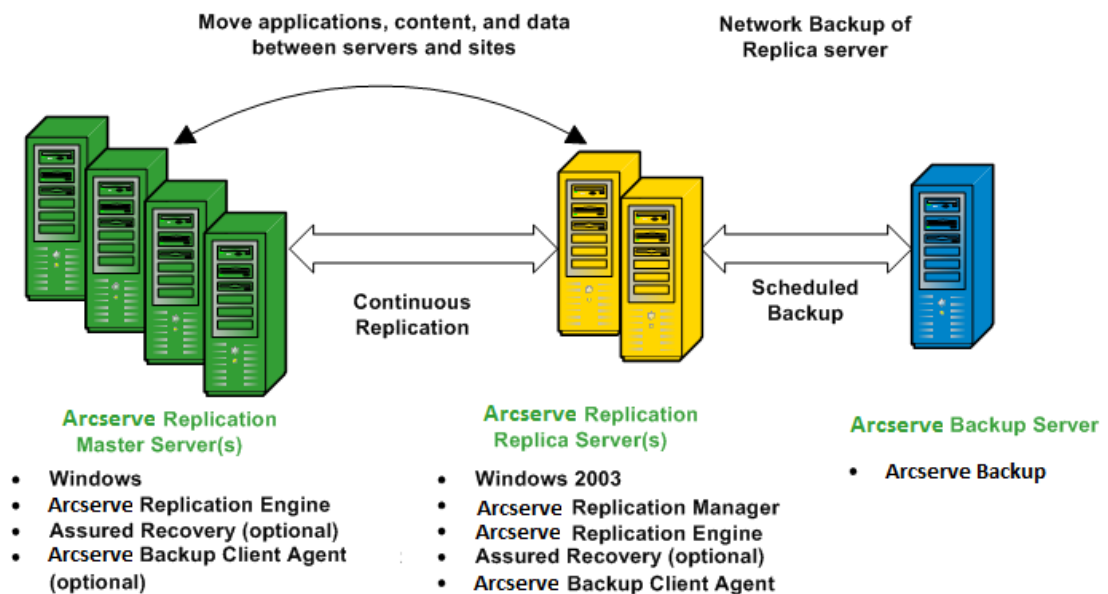 Move applications, content, and data
between servers and sites
Network Backup of
Replica server
Continuous
Replication
Scheduled
Backup
Arcserve Replication
Master Server(s)
• Windows
• Arcserve Replication Engine
• Assured Recovery (optional)
• Arcserve Backup Client Agent
(optional)
Arcserve Replication
Replica Server(s)
• Windows 2003
• Arcserve Replication Manager
• Arcserve Replication Engine
• Assured Recovery (optional)
• Arcserve Backup Client Agent
Arcserve Backup Server
• Arcserve Backup